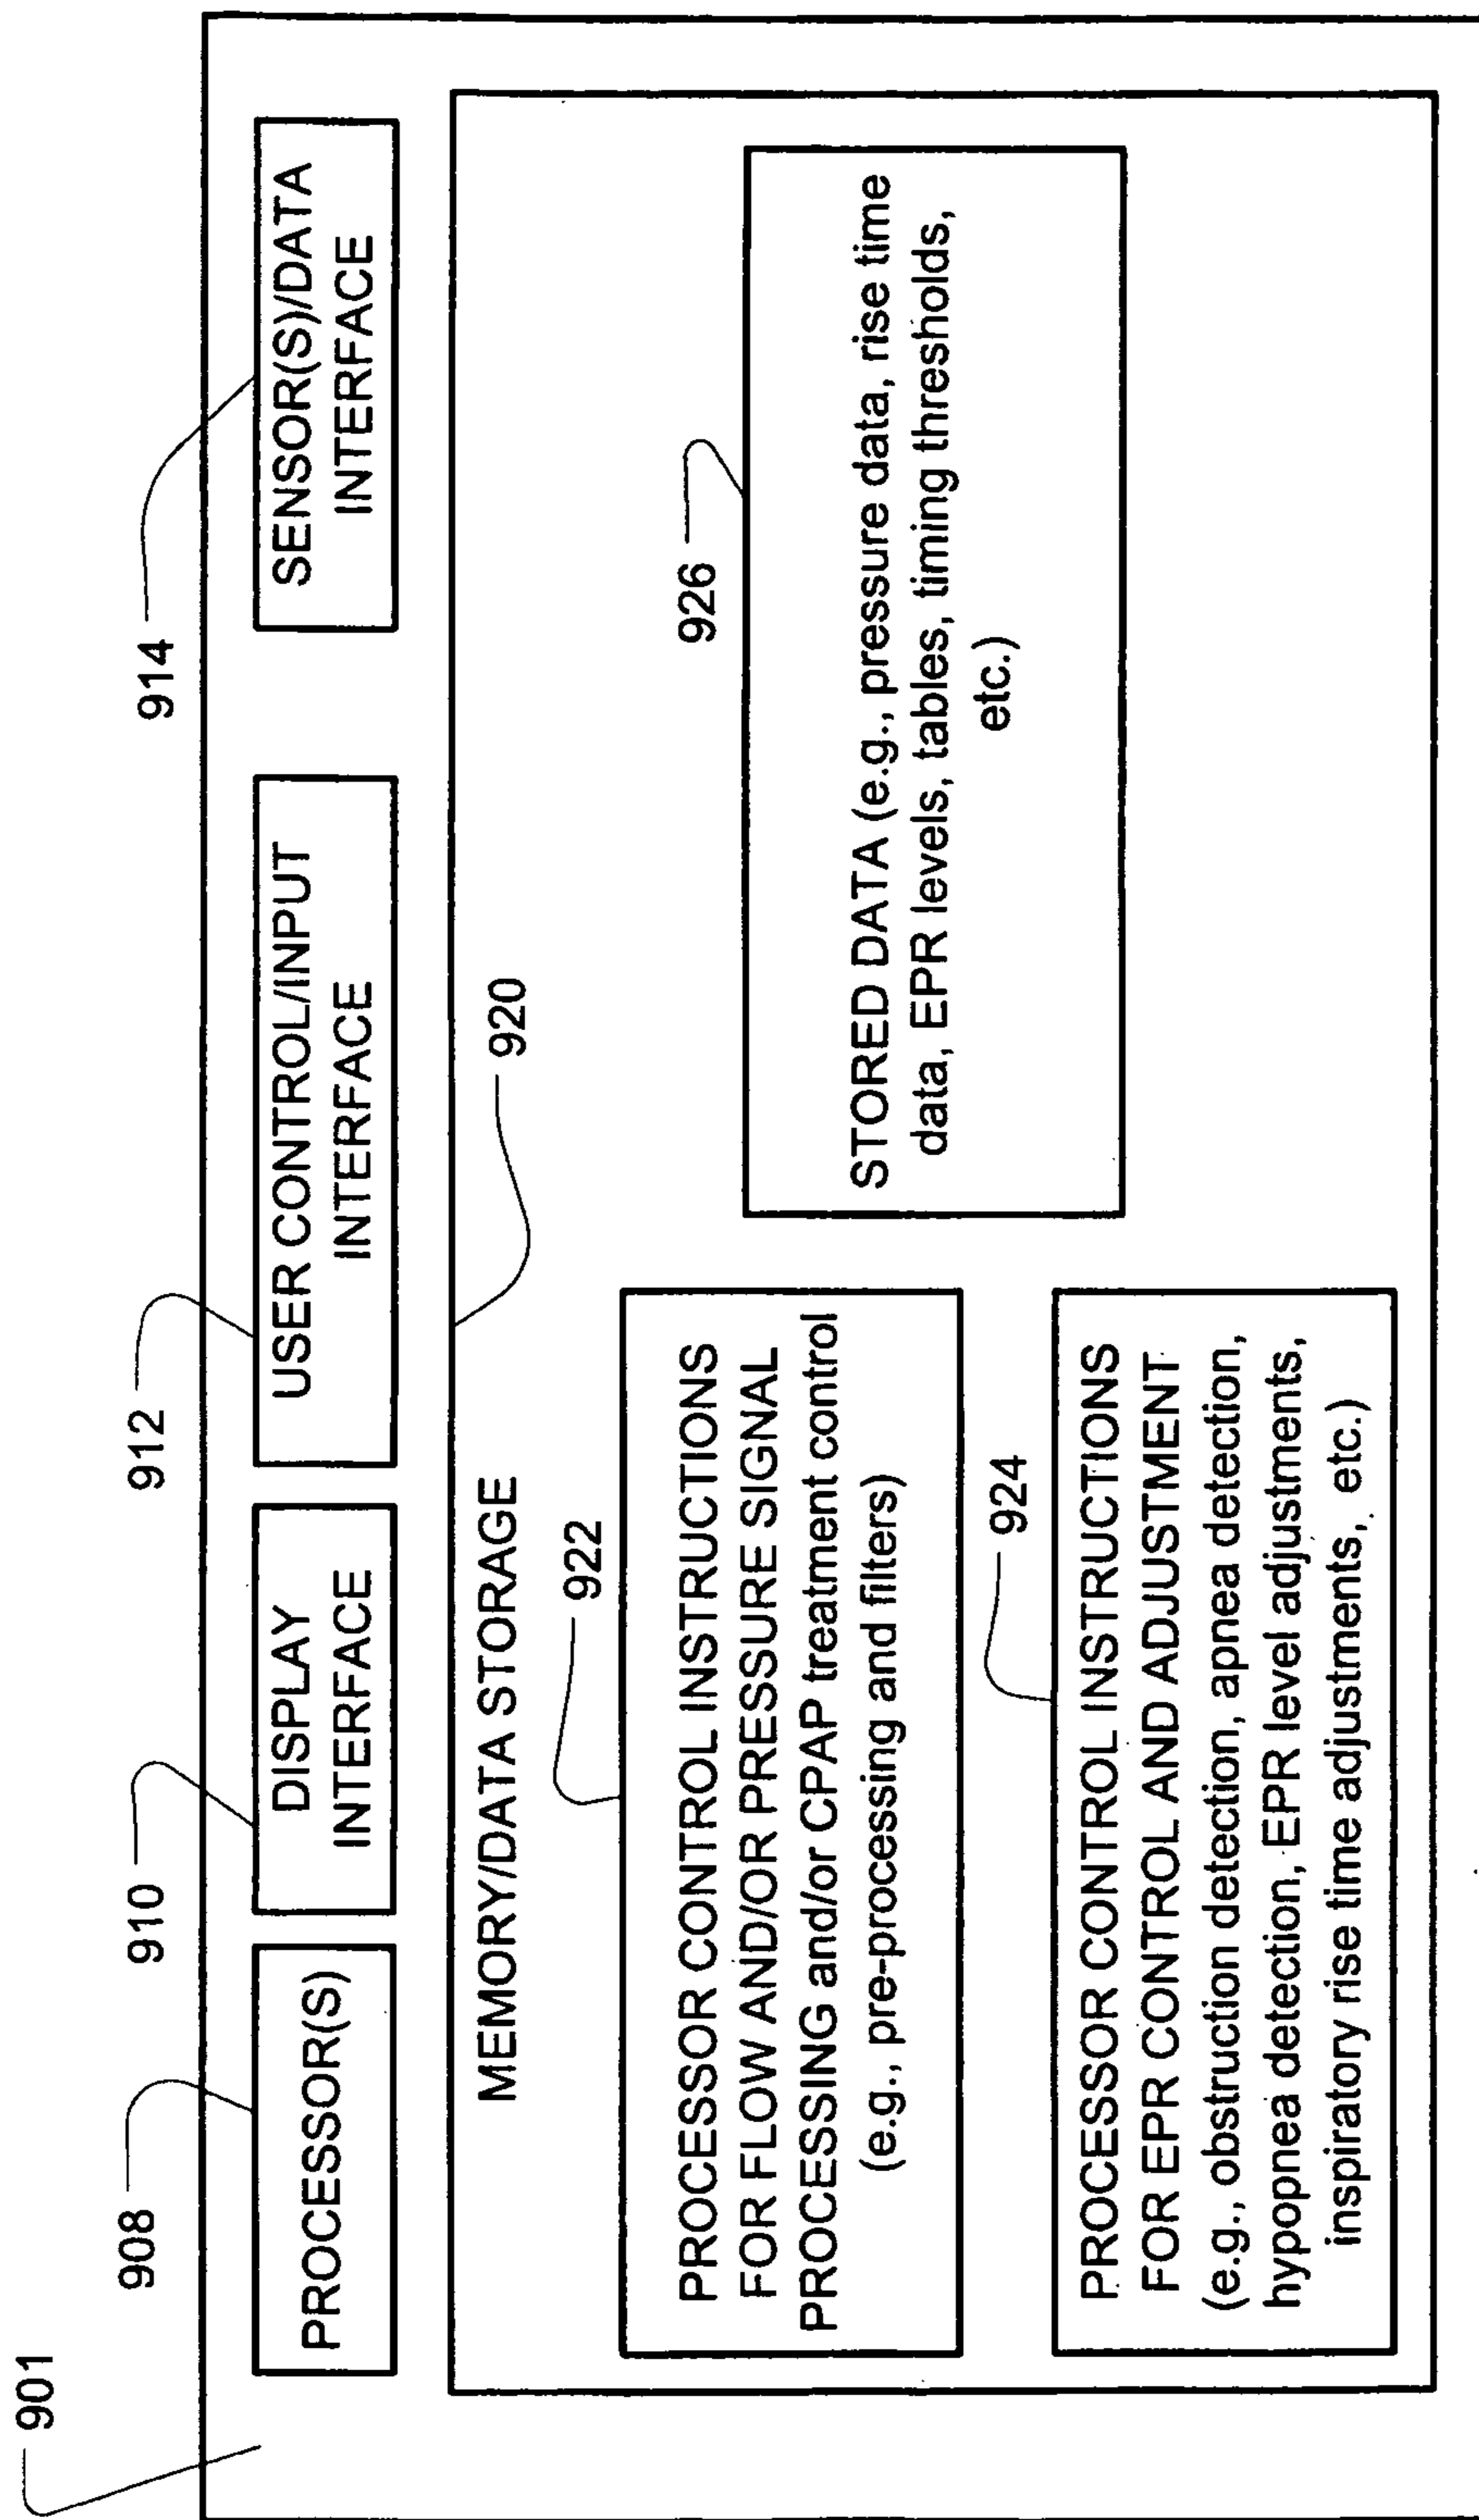 901
908
910
912
914
PROCESSOR(S)
DISPLAY
INTERFACE
USER CONTROL/INPUT
INTERFACE
SENSOR(S)/DATA
INTERFACE
MEMORY/DATA STORAGE
920
922
PROCESSOR CONTROL INSTRUCTIONS
FOR FLOW AND/OR PRESSURE SIGNAL
PROCESSING and/or CPAP treatment control
(e.g., pre-processing and filters)
924
PROCESSOR CONTROL INSTRUCTIONS
FOR EPR CONTROL AND ADJUSTMENT
(e.g., obstruction detection, apnea detection,
hypopnea detection, EPR level adjustments,
inspiratory rise time adjustments, etc.)
926
STORED DATA (e.g., pressure data, rise time
data, EPR levels, tables, timing thresholds,
etc.)